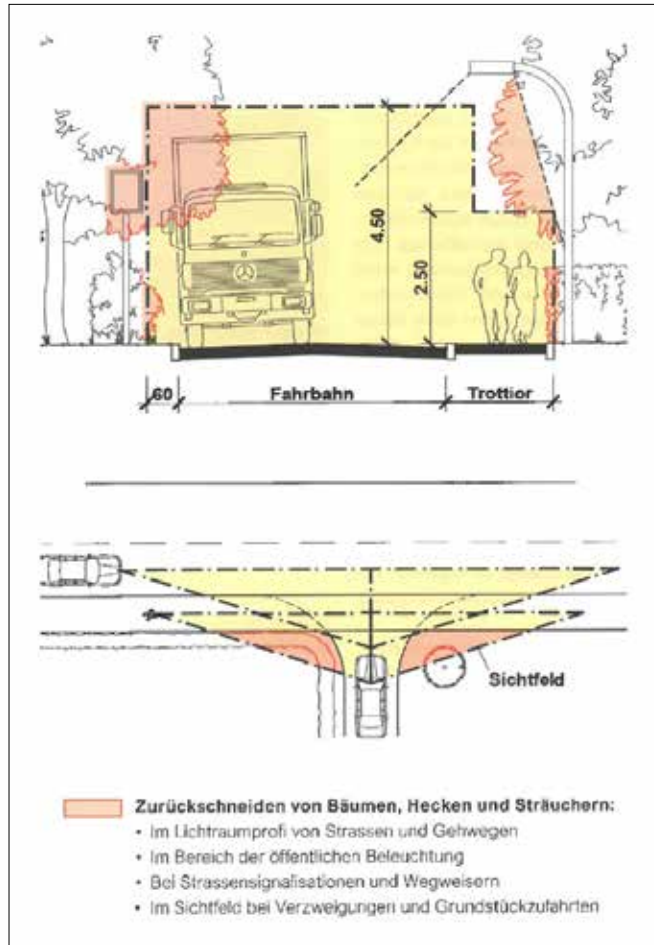 4.50
2.50
60 Fahrbahn Trottior
Sichtfeld
Zurückschneiden von Bäumen, Hecken und Sträuchern:
• Im Lichtraumprofi von Strassen und Gehwegen
• Im Bereich der öffentlichen Beleuchtung
• Bei Strassensignalisationen und Wegweisern
• Im Sichtfeld bei Verzweigungen und Grundstückzufahrten